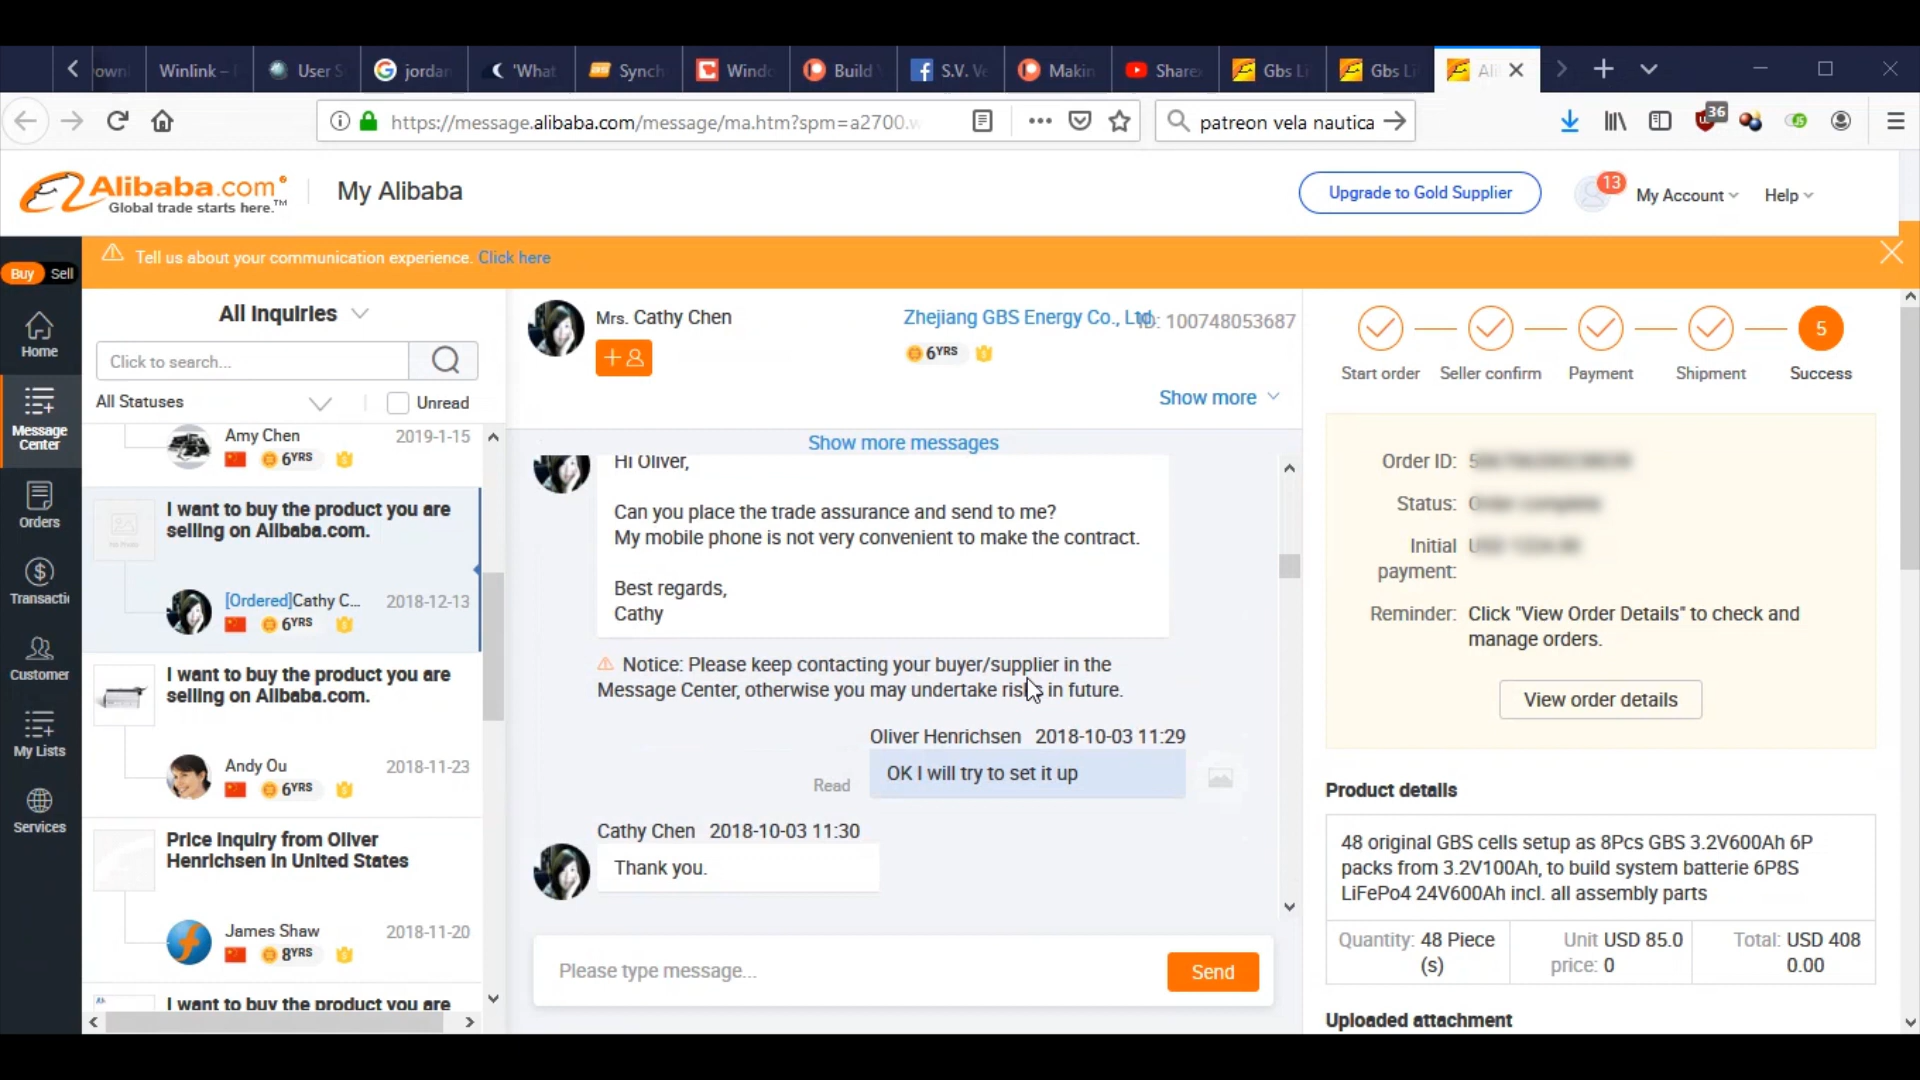 own
Winlink –
User S
jordan
'What
Synch
Windo
Build
S.V. Ve
Makin
Share
Gbs Li
Gbs Li
Ali
https://message.alibaba.com/message/ma.htm?spm=a2700.w
patreon vela nautica
36
Alibaba.com
Global trade starts here.™
My Alibaba
Upgrade to Gold Supplier
13
My Account
Help
Tell us about your communication experience. Click here
Buy Sell
Home
Message
Center
Orders
Transacti
Customer
My Lists
Services
All Inquiries
Click to search...
All Statuses
Unread
Amy Chen 2019-1-15
6YRS
I want to buy the product you are
selling on Alibaba.com.
No Photo
[Ordered]Cathy C... 2018-12-13
6YRS
I want to buy the product you are
selling on Alibaba.com.
Andy Ou 2018-11-23
6YRS
Price Inquiry from Oliver
Henrichsen in United States
James Shaw 2018-11-20
8YRS
I want to buy the product you are
Mrs. Cathy Chen
Zhejiang GBS Energy Co., Ltd.
ID: 100748053687
6YRS
Show more
Show more messages
Hi Oliver,
Can you place the trade assurance and send to me?
My mobile phone is not very convenient to make the contract.
Best regards,
Cathy
Notice: Please keep contacting your buyer/supplier in the
Message Center, otherwise you may undertake risks in future.
Oliver Henrichsen 2018-10-03 11:29
Read
OK I will try to set it up
Cathy Chen 2018-10-03 11:30
Thank you.
Please type message...
Send
5
Start order
Seller confirm
Payment
Shipment
Success
Order ID:
Status:
Initial
payment:
Reminder: Click "View Order Details" to check and
manage orders.
View order details
Product details
48 original GBS cells setup as 8Pcs GBS 3.2V600Ah 6P
packs from 3.2V100Ah, to build system batterie 6P8S
LiFePo4 24V600Ah incl. all assembly parts
Quantity: 48 Piece
(s)
Unit USD 85.0
price: 0
Total: USD 408
0.00
Uploaded attachment